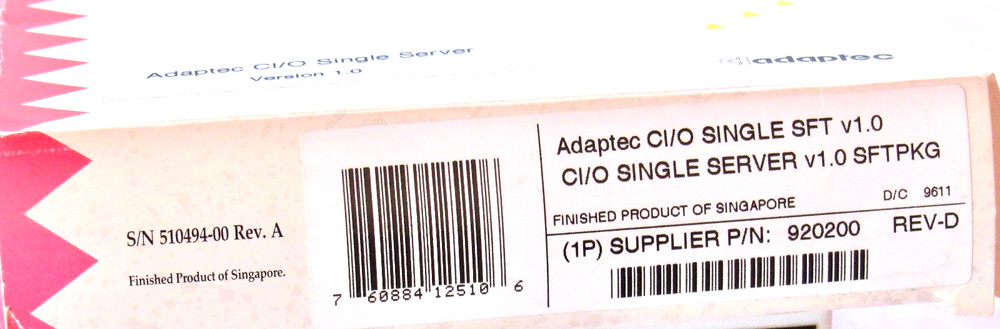 Adaptec CI/O Single Server
Version 1.0
adaptec
S/N 510494-00 Rev. A
Finished Product of Singapore.
7 60884 12510 6
Adaptec CI/O SINGLE SFT v1.0
CI/O SINGLE SERVER v1.0 SFTPKG
FINISHED PRODUCT OF SINGAPORE D/C 9611
(1P) SUPPLIER P/N: 920200 REV-D